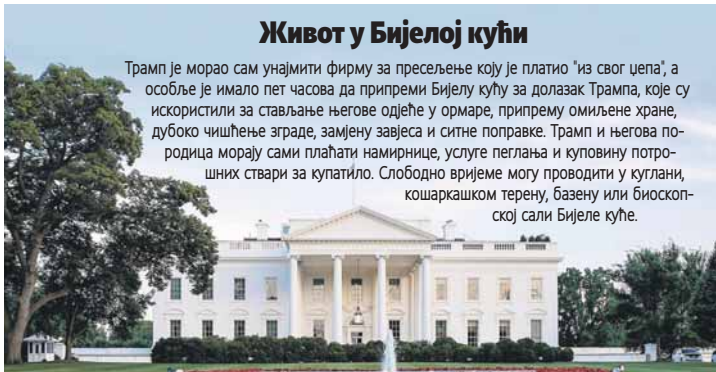 Живот у Бијелој кући
Трамп је морао сам унајмити фирму за пресељење коју је платио "из свог џепа", а
особље је имало пет часова да припреми Бијелу кућу за долазак Трампа, које су
искористили за стављање његове одјеће у ормаре, припрему омиљене хране,
дубоко чишћење зграде, замјену завјеса и ситне поправке. Трамп и његова по-
родица морају сами плаћати намирнице, услуге пеглања и куповину потро-
шних ствари за купатило. Слободно вријеме могу проводити у куглани,
кошаркашком терену, базену или биоскоп-
ској сали Бијеле куће.